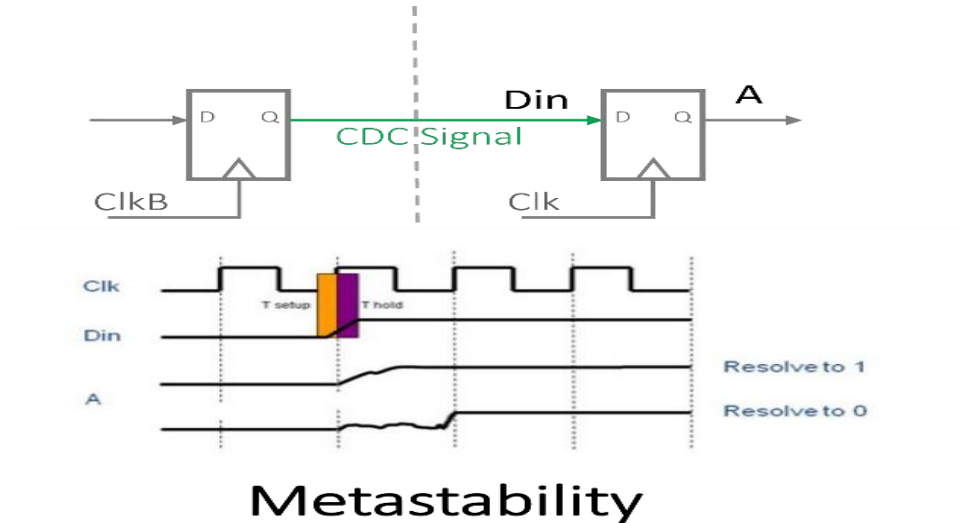 Din
A
D Q
D Q
CDC Signal
ClkB
Clk
Clk
T setup
T hold
Din
A
Resolve to 1
Resolve to 0
Metastability